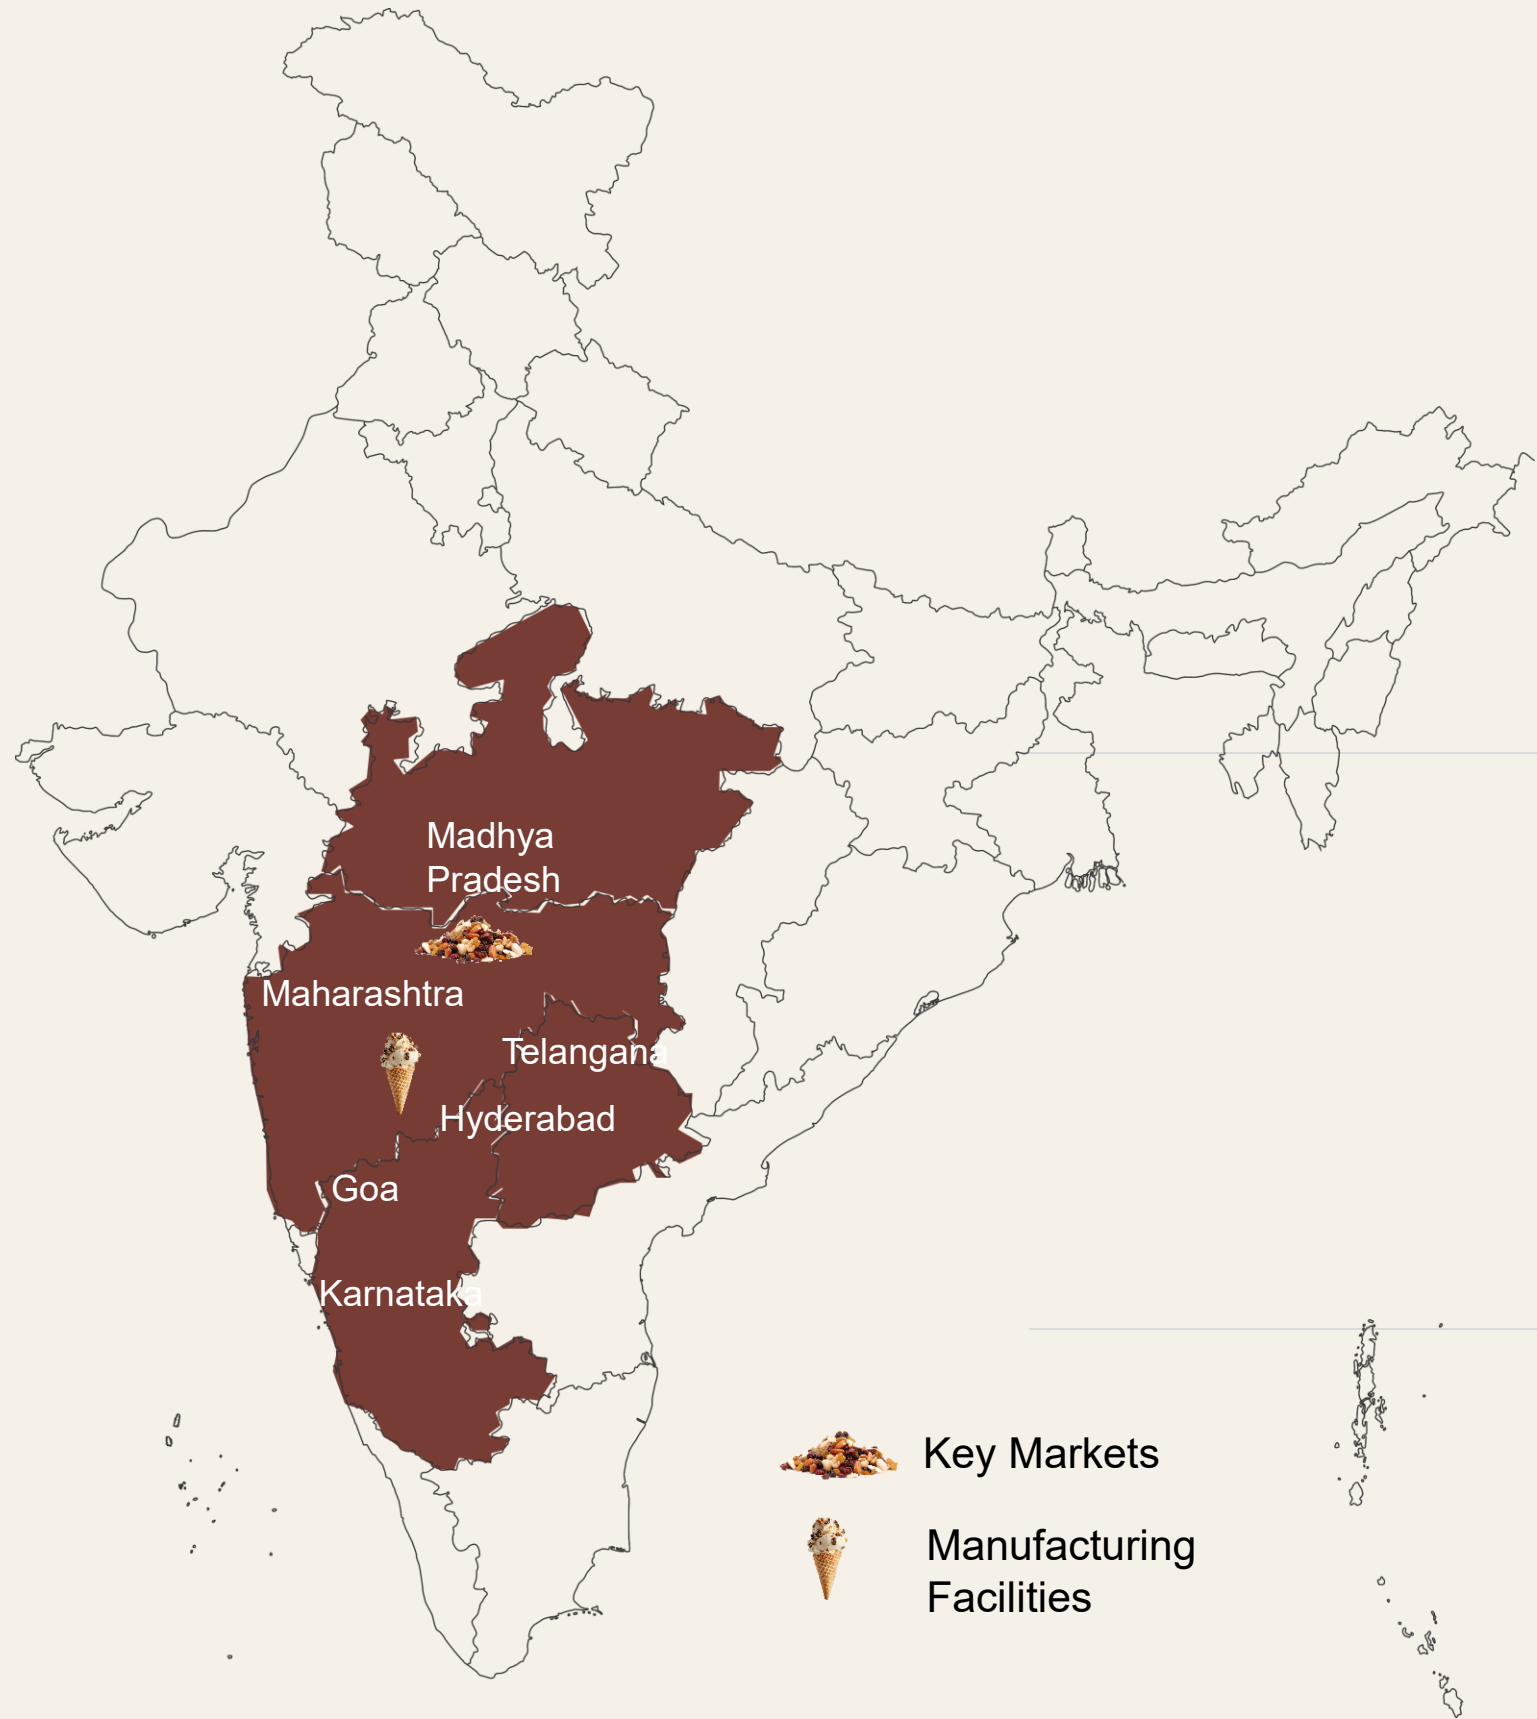 Madhya
Pradesh
Maharashtra
Telangana
Hyderabad
Goa
Karnataka
Key Markets
Manufacturing
Facilities